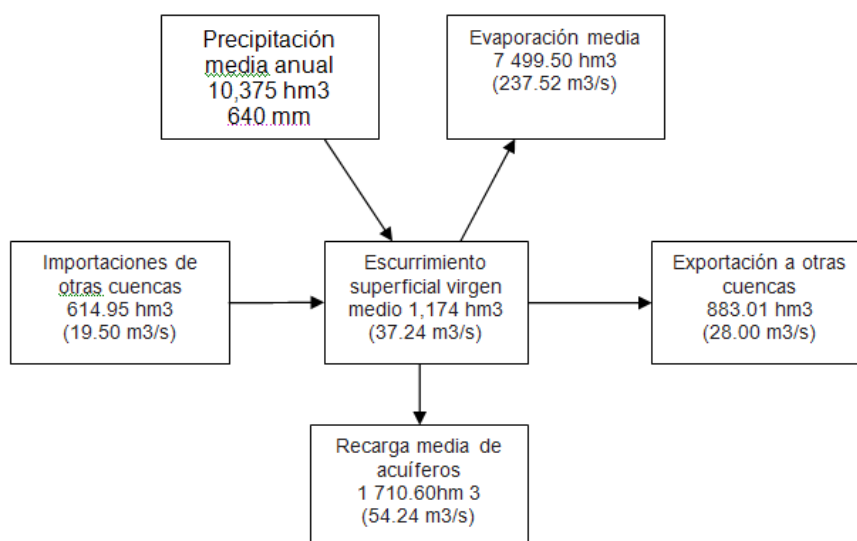 Precipitación
media anual
10,375 hm3
640 mm
Evaporación media
7 499.50 hm3
(237.52 m3/s)
Importaciones de
otras cuencas
614.95 hm3
(19.50 m3/s)
Escurrimiento
superficial virgen
medio 1,174 hm3
(37.24 m3/s)
Exportación a otras
cuencas
883.01 hm3
(28.00 m3/s)
Recarga media de
acuíferos
1 710.60hm 3
(54.24 m3/s)